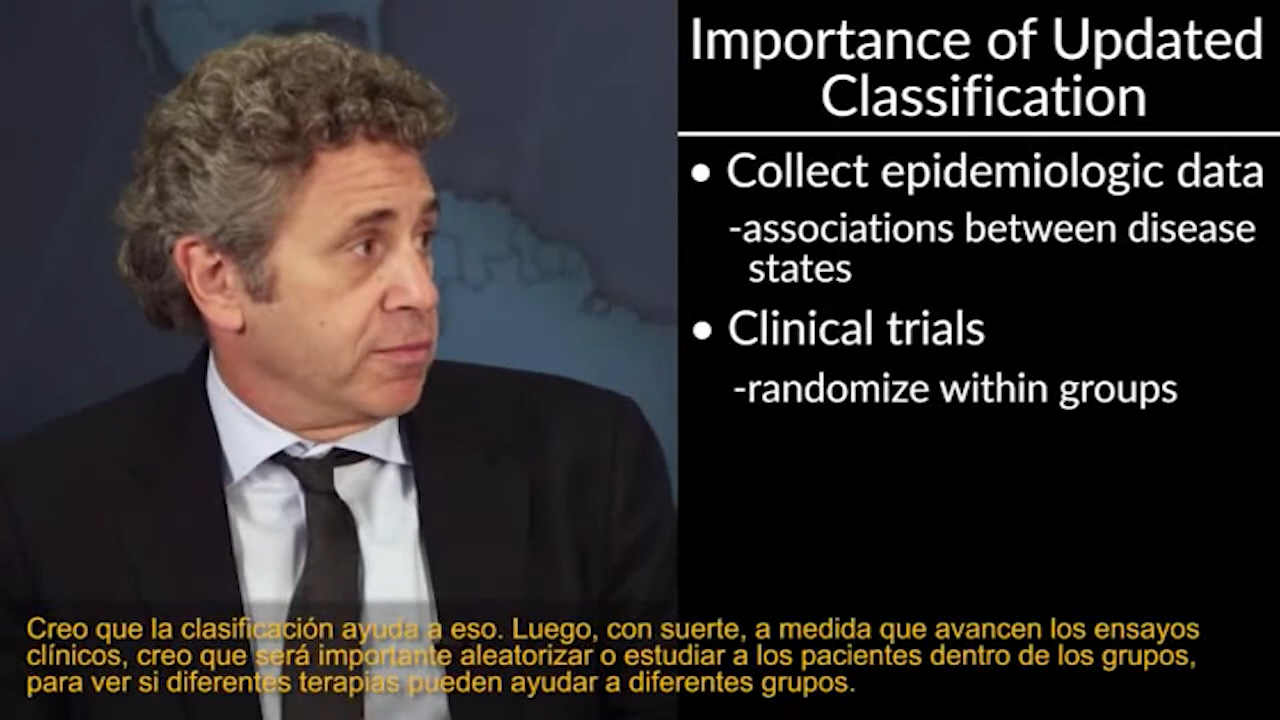 Importance of Updated
Classification
• Collect epidemiologic data
-associations between disease
states
• Clinical trials
-randomize within groups
Creo que la clasificación ayuda a eso. Luego, con suerte, a medida que avancen los ensayos
clínicos, creo que será importante aleatorizar o estudiar a los pacientes dentro de los grupos,
para ver si diferentes terapias pueden ayudar a diferentes grupos.